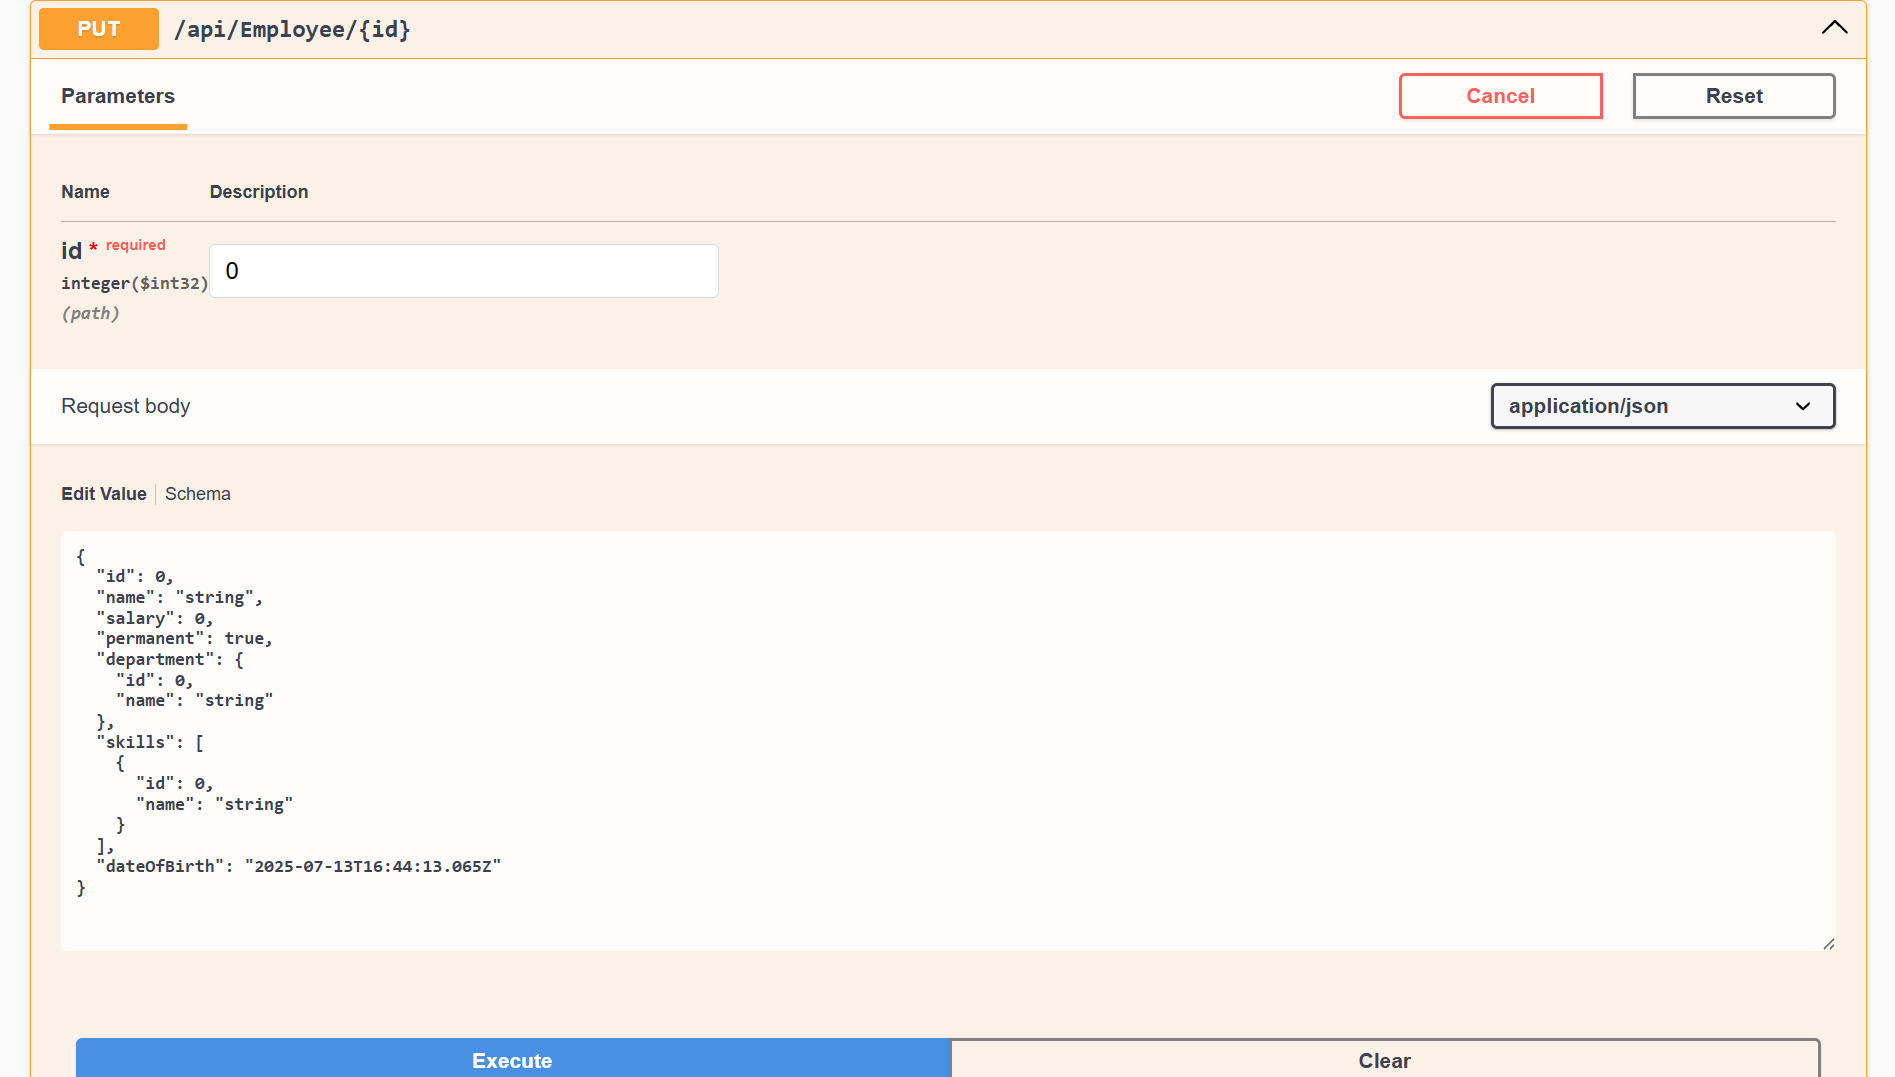 PUT /api/Employee/{id}
Parameters Cancel Reset
Name Description
id * required
integer($int32)
(path)
0
Request body application/json
Edit Value Schema
{
  "id": 0,
  "name": "string",
  "salary": 0,
  "permanent": true,
  "department": {
    "id": 0,
    "name": "string"
  },
  "skills": [
    {
      "id": 0,
      "name": "string"
    }
  ],
  "dateOfBirth": "2025-07-13T16:44:13.065Z"
}
Execute Clear